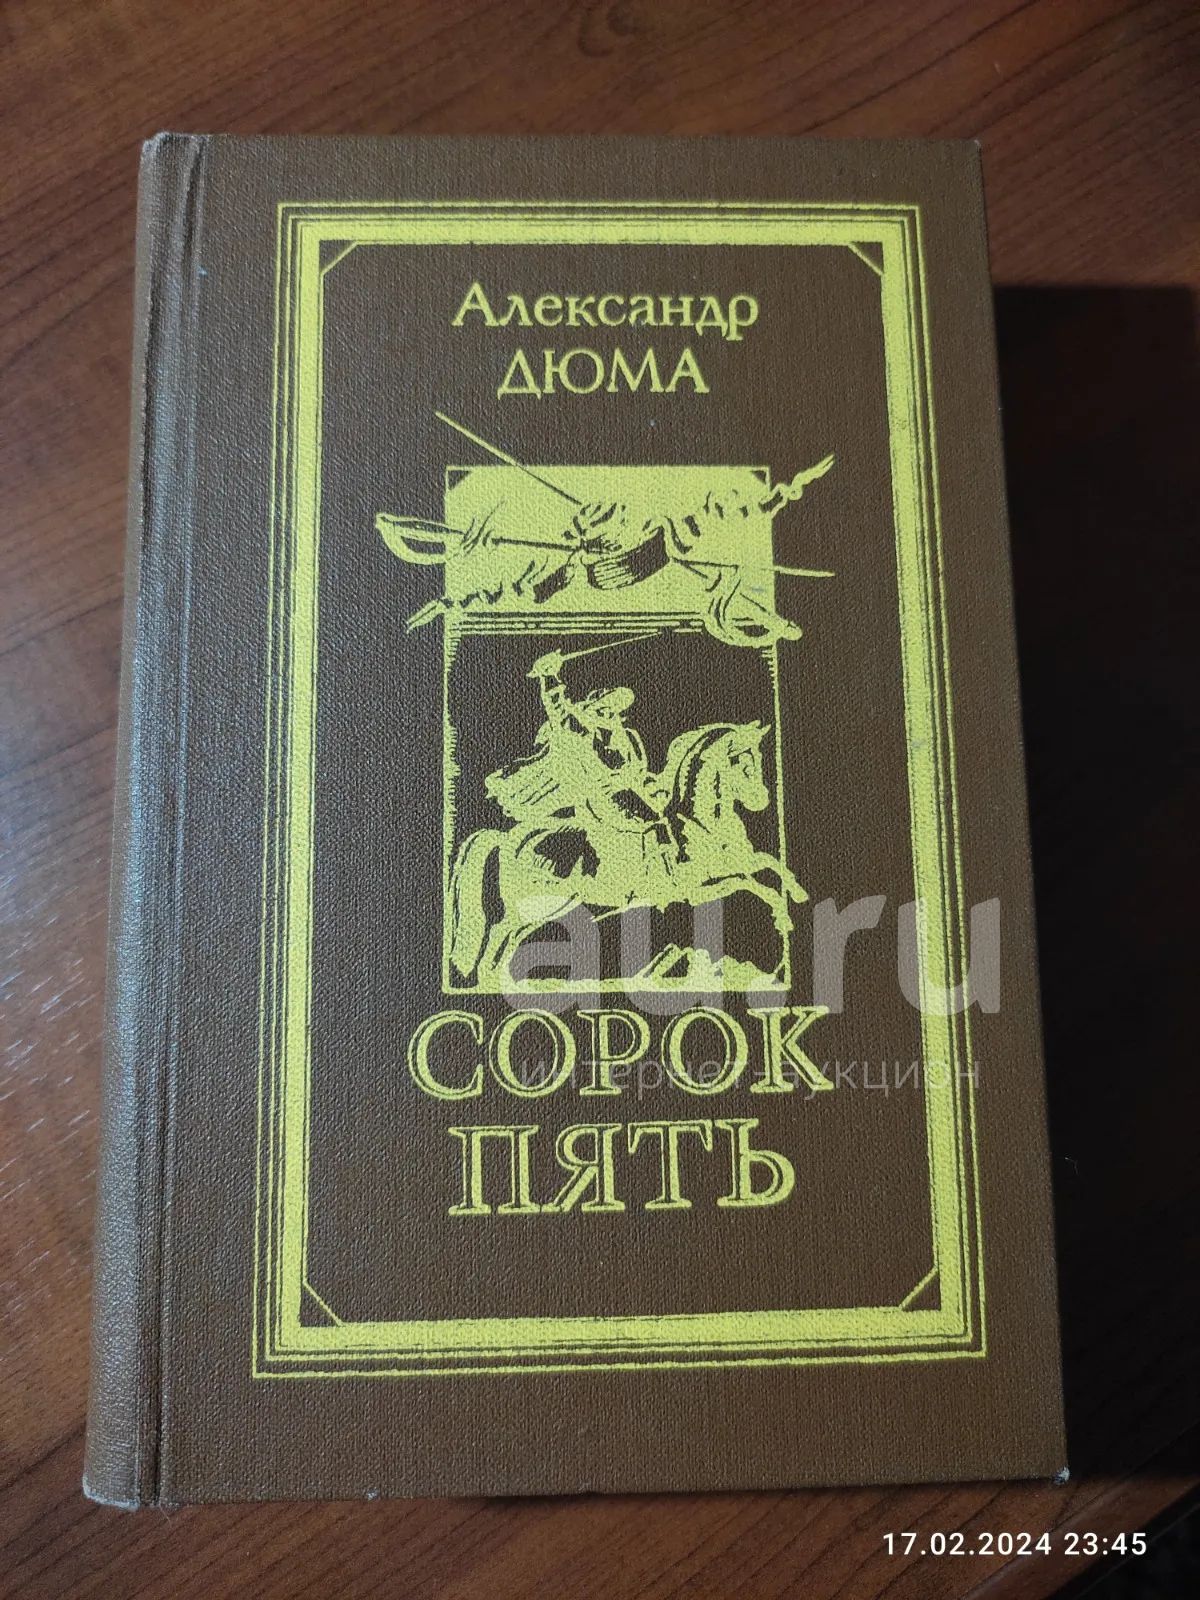 Александр
ДЮМА
au.ru
интернет-аукцион
СОРОК
ПЯТЬ
17.02.2024 23:45